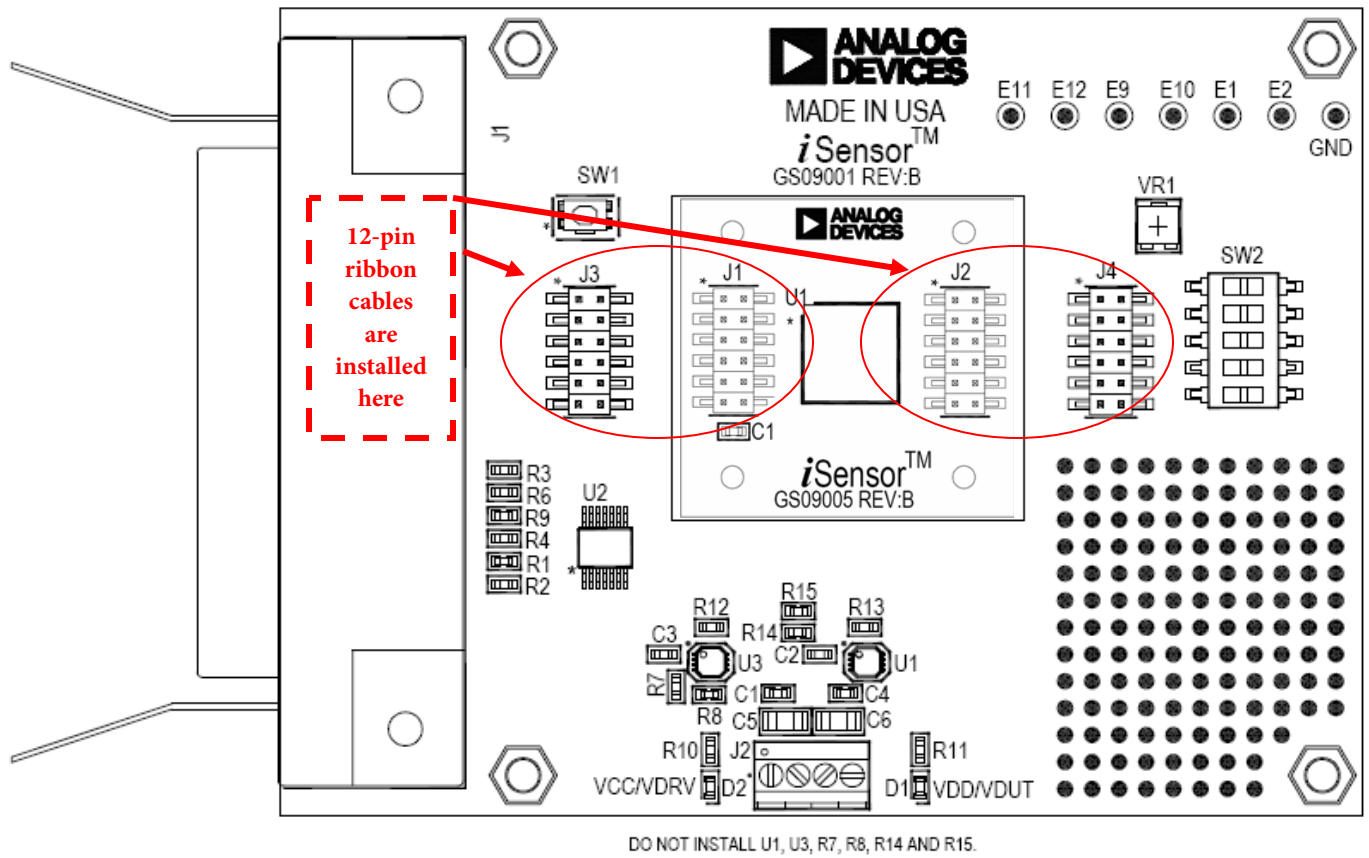 ANALOG
DEVICES
MADE IN USA
iSensor™
GS09001 REV:B
E11 E12 E9 E10 E1 E2
GND
J1
SW1
VR1
SW2
12-pin
ribbon
cables
are
installed
here
ANALOG
DEVICES
* J3
* J1
U1
*
* J2
* J4
C1
iSensor™
GS09005 REV:B
R3
R6
R9
R4
R1
R2
U2
*
R12
R15
R14
R13
C3
U3
C2
U1
R7
R8
C1
C4
C5
C6
R10
J2
R11
VCC/VDRV
D2
D1
VDD/VDUT
DO NOT INSTALL U1, U3, R7, R8, R14 AND R15.